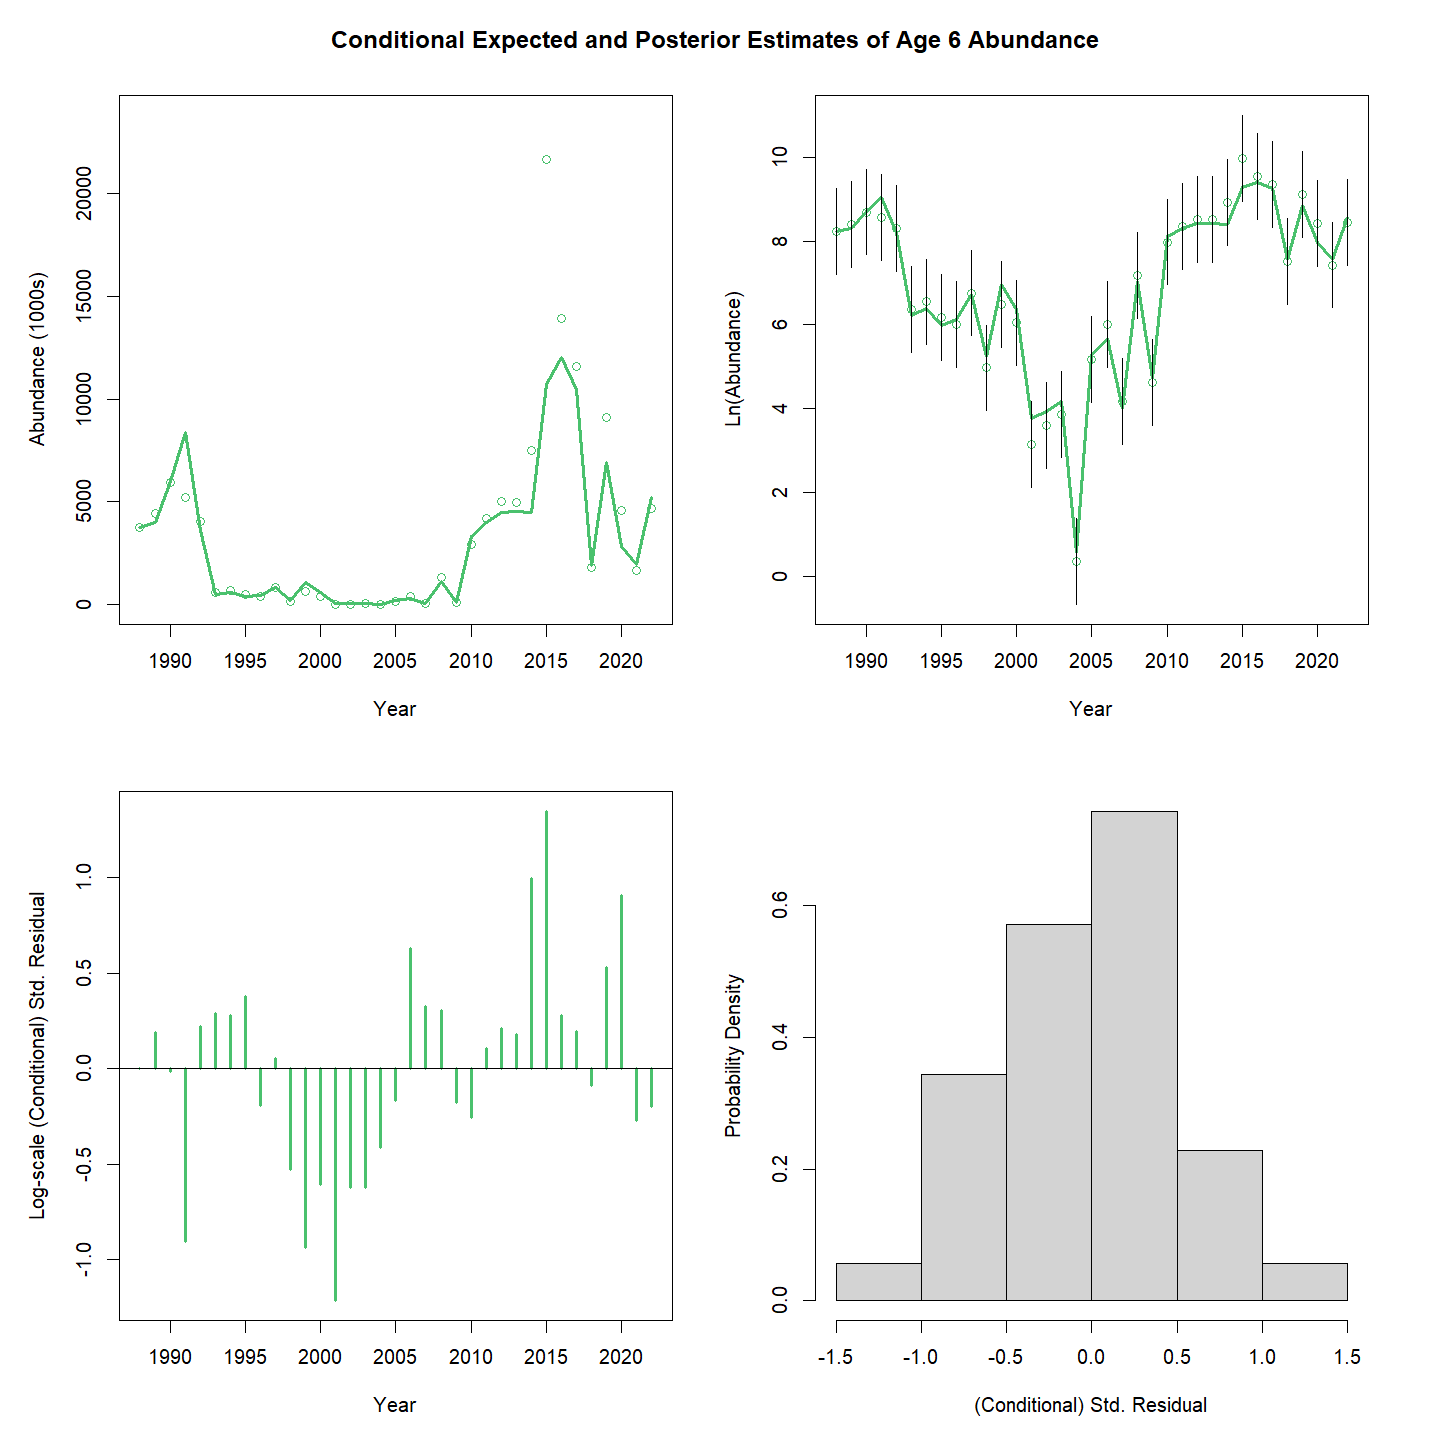 Conditional Expected and Posterior Estimates of Age 6 Abundance
Abundance (1000s)
0 5000 10000 15000 20000
1990 1995 2000 2005 2010 2015 2020
Year
Ln(Abundance)
0 2 4 6 8 10
1990 1995 2000 2005 2010 2015 2020
Year
Log-scale (Conditional) Std. Residual
-1.0 -0.5 0.0 0.5 1.0
1990 1995 2000 2005 2010 2015 2020
Year
Probability Density
0.0 0.2 0.4 0.6
-1.5 -1.0 -0.5 0.0 0.5 1.0 1.5
(Conditional) Std. Residual